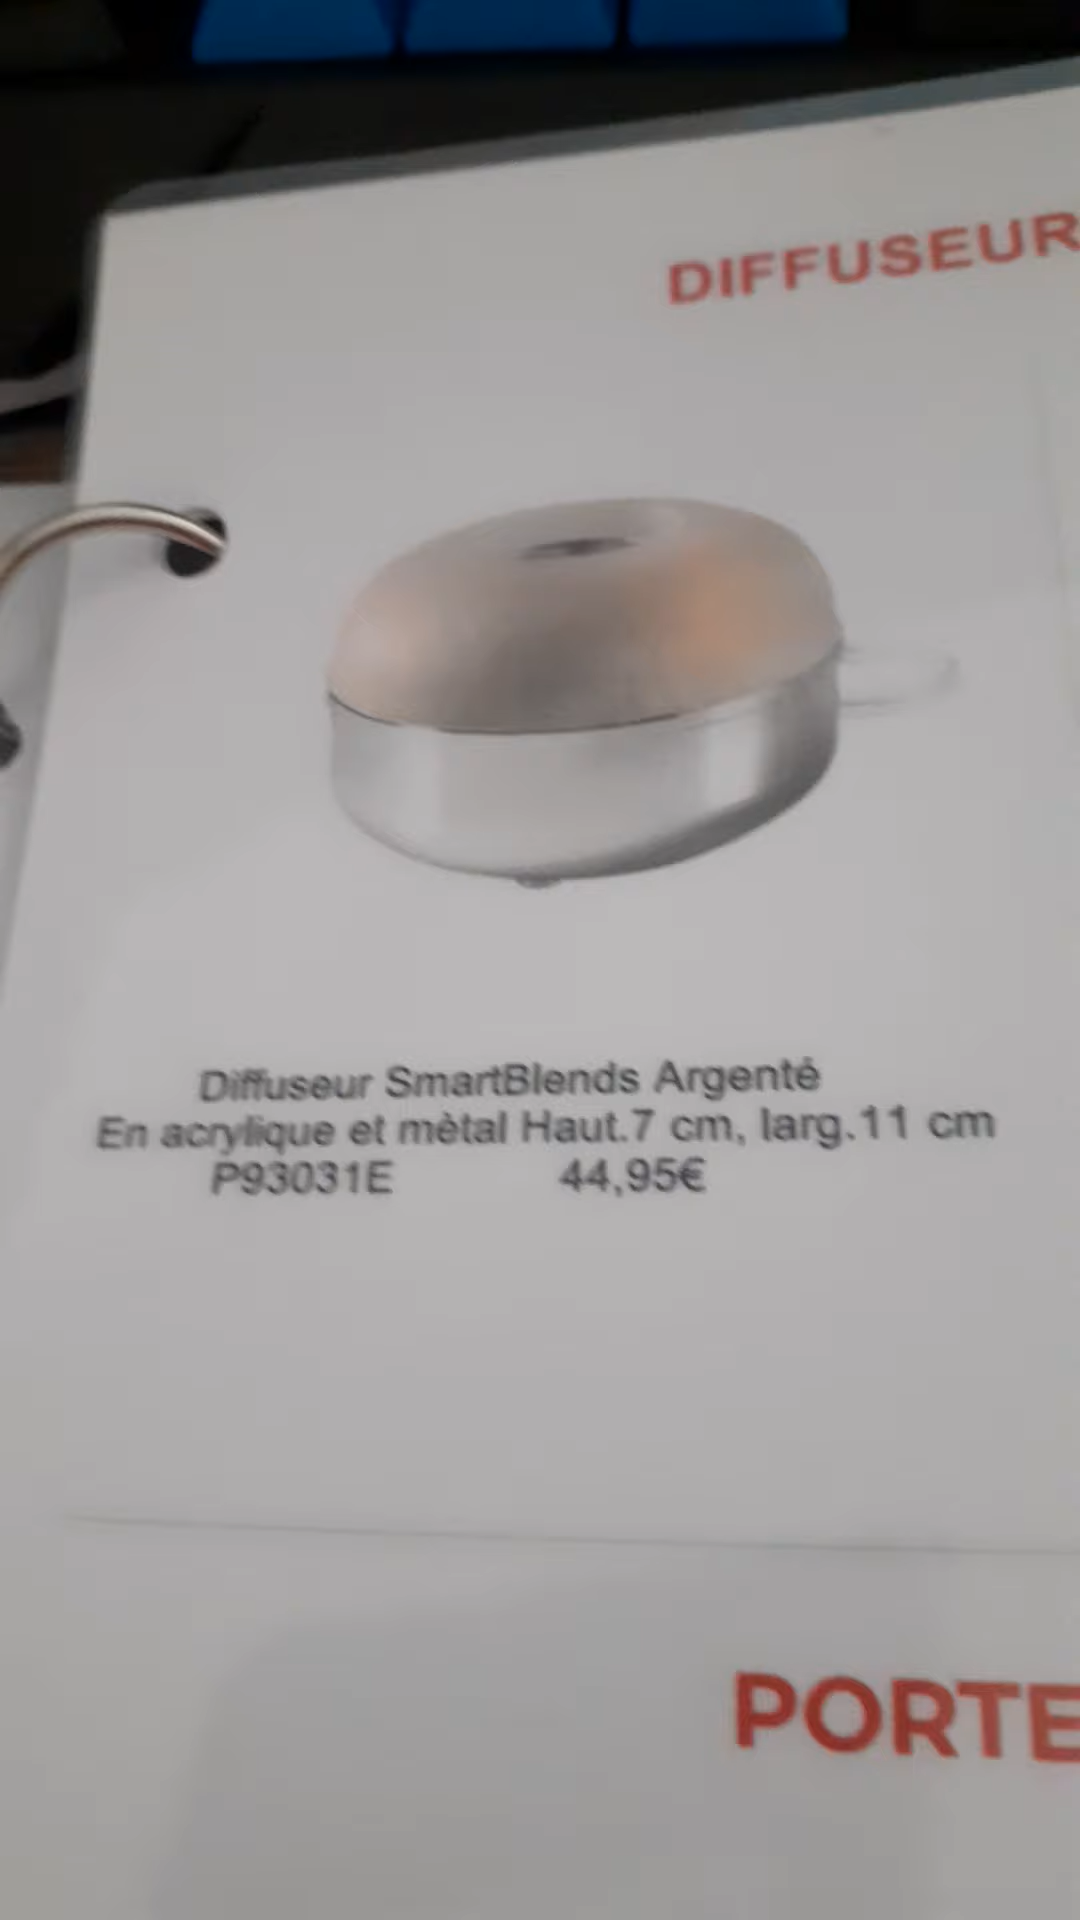 DIFFUSEUR
Diffuseur SmartBlends Argenté
En acrylique et mètal Haut.7 cm, larg.11 cm
P93031E 44,95€
PORTE